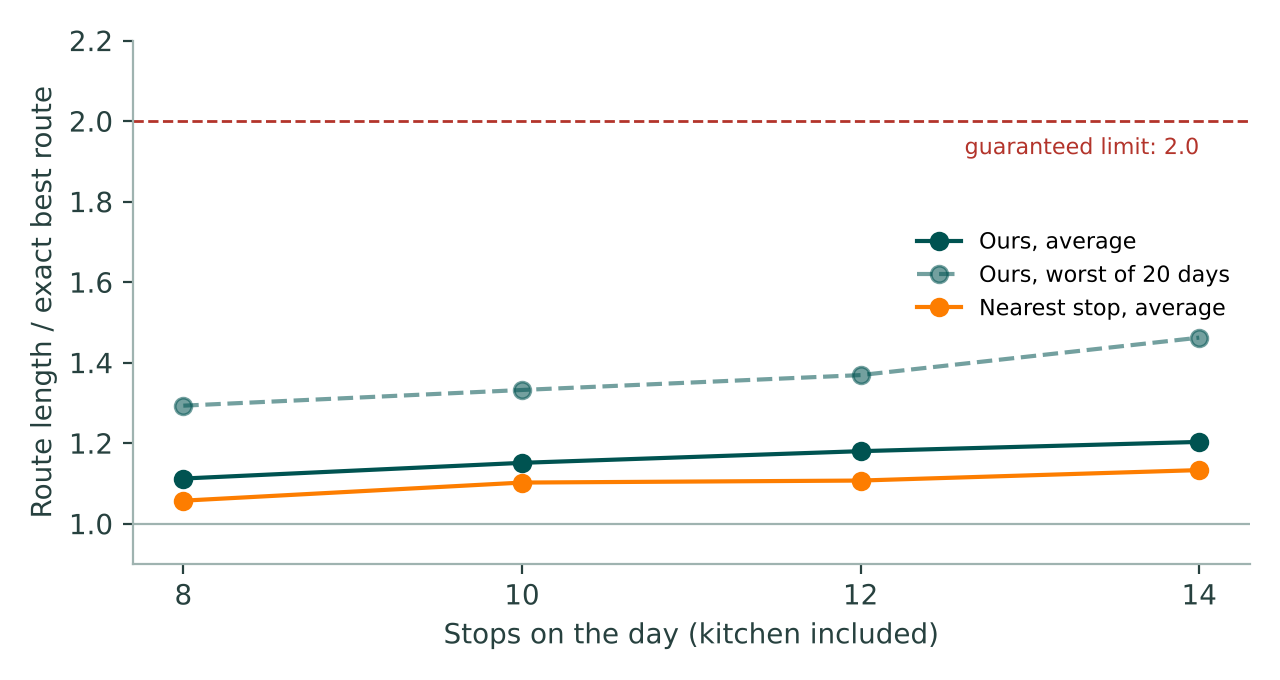 2.2
2.0
1.8
1.6
1.4
1.2
1.0
Route length / exact best route
guaranteed limit: 2.0
Ours, average
Ours, worst of 20 days
Nearest stop, average
8 10 12 14
Stops on the day (kitchen included)